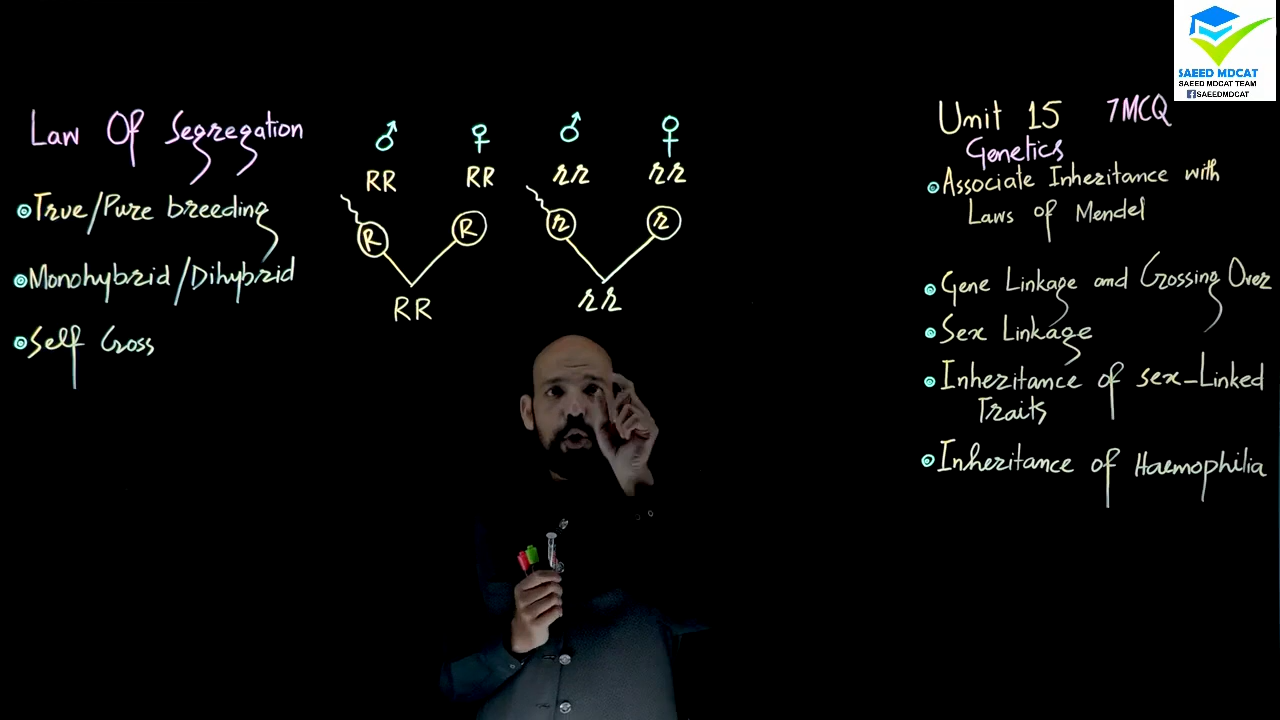 SAEED MDCAT
SAEED MDCAT TEAM
SAEEDMDCAT
Law Of Segregation
True/Pure breeding
Monohybrid/Dihybrid
Self Cross
♂ ♀ ♂ ♀
RR RR rr rr
R R r r
RR rr
Unit 15 7MCQ
Genetics
Associate Inheritance with
Laws of Mendel
Gene Linkage and Crossing Over
Sex Linkage
Inheritance of sex-Linked
Traits
Inheritance of Haemophilia